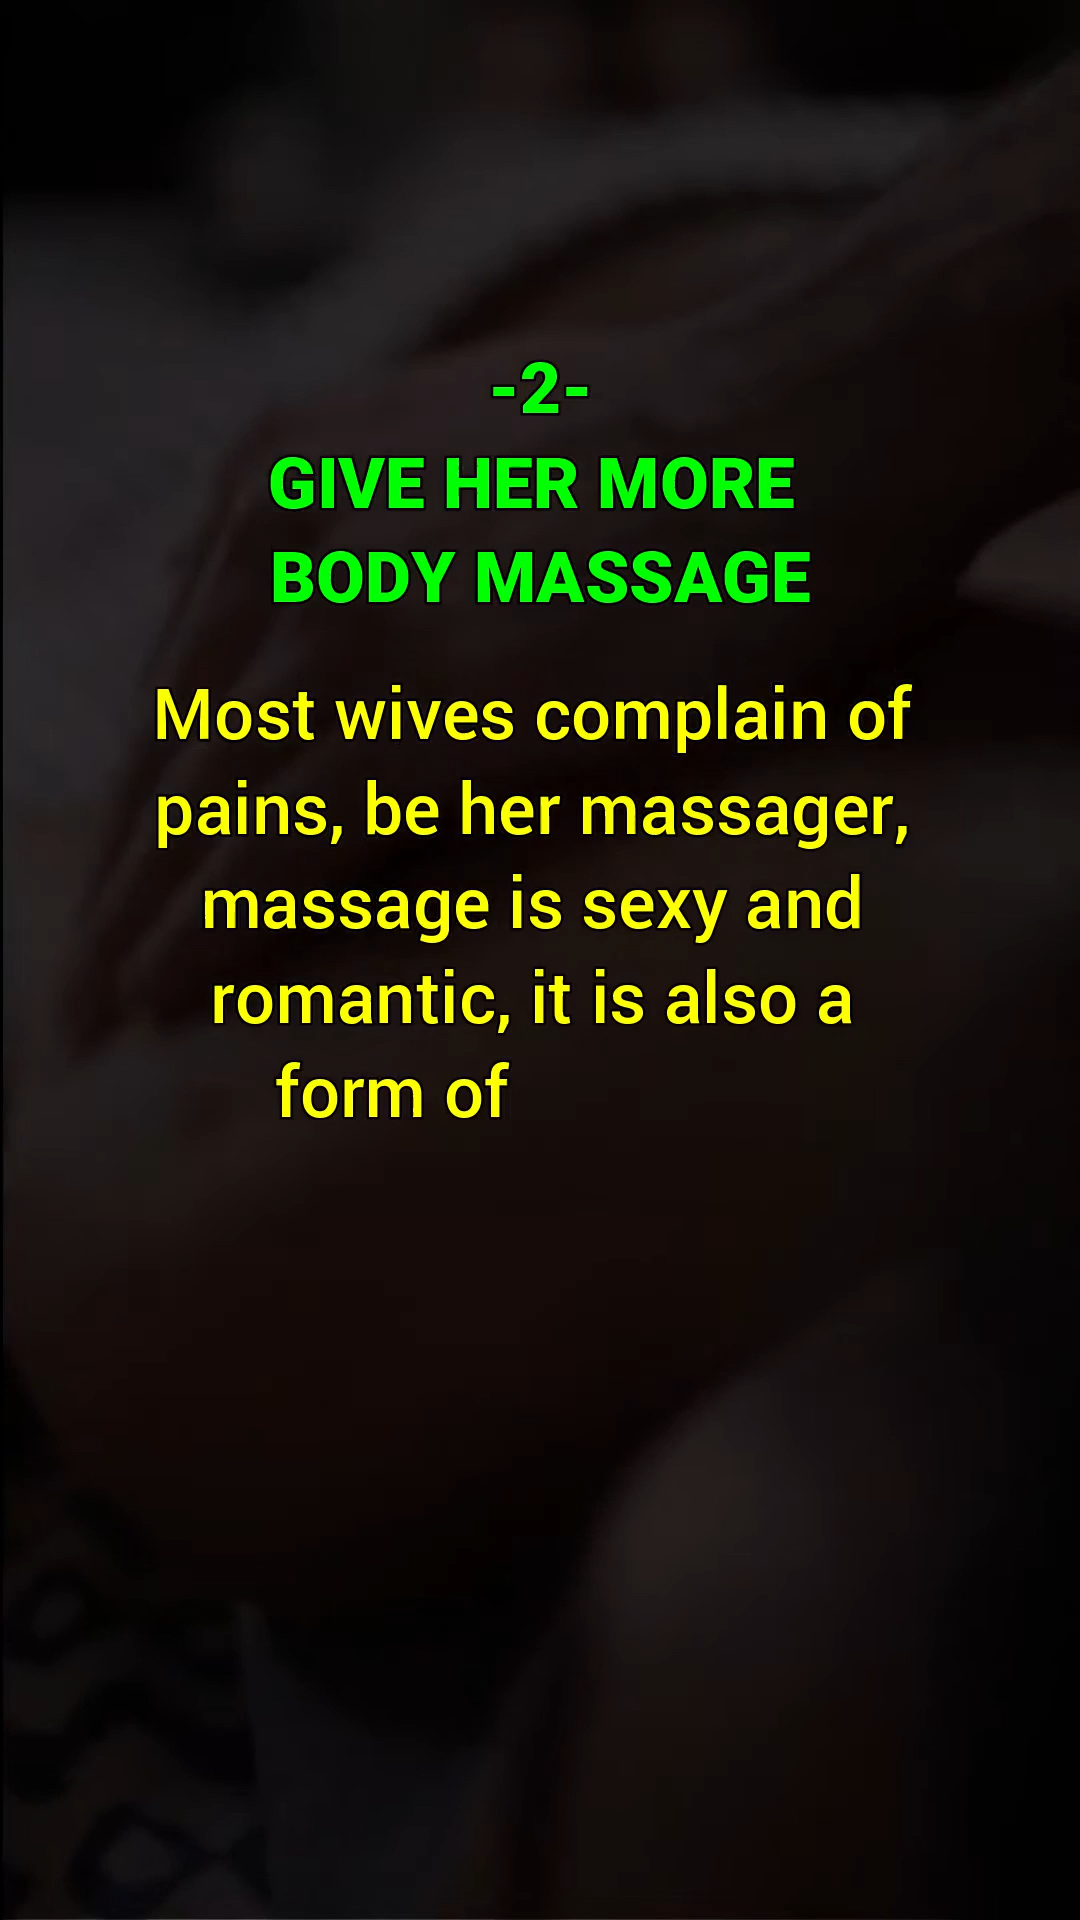 -2-
GIVE HER MORE
BODY MASSAGE
Most wives complain of
pains, be her massager,
massage is sexy and
romantic, it is also a
form of